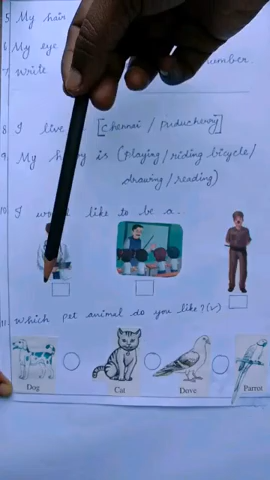 5. My hair
6. My eye number.
7. Write
8. I live [Chennai / Puducherry]
9. My is (playing / riding bicycle /
drawing / reading)
10. I like to be a.
11. Which pet animal do you like? (✓)
Dog Cat Dove Parrot